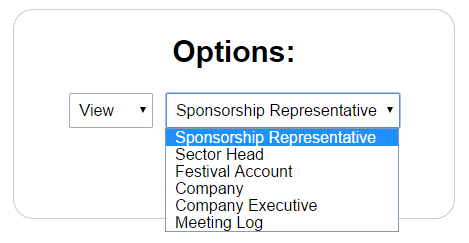 Options:
View Sponsorship Representative
Sponsorship Representative
Sector Head
Festival Account
Company
Company Executive
Meeting Log